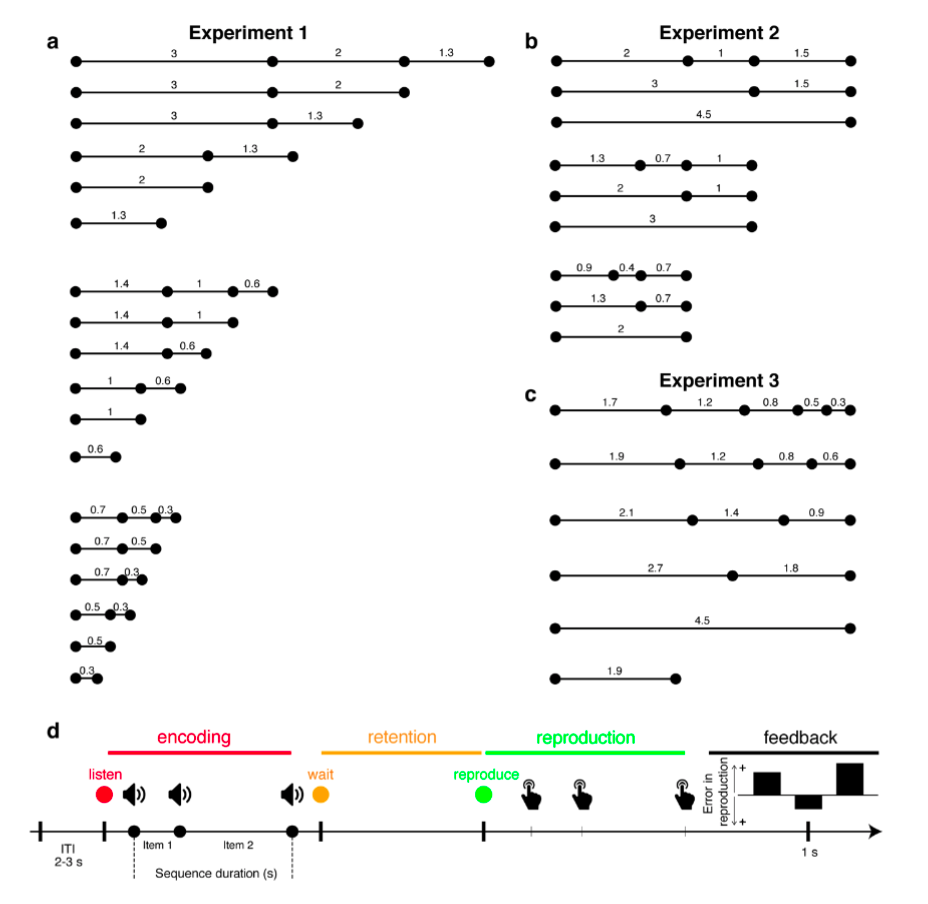 a
Experiment 1
3 2 1.3
3 2
3 1.3
2 1.3
2
1.3
1.4 1 0.6
1.4 1
1.4 0.6
1 0.6
1
0.6
0.7 0.5 0.3
0.7 0.5
0.7 0.3
0.5 0.3
0.5
0.3
b
Experiment 2
2 1 1.5
3 1.5
4.5
1.3 0.7 1
2 1
3
0.9 0.4 0.7
1.3 0.7
2
c
Experiment 3
1.7 1.2 0.8 0.5 0.3
1.9 1.2 0.8 0.6
2.1 1.4 0.9
2.7 1.8
4.5
1.9
d
encoding retention reproduction feedback
listen wait reproduce
Error in
reproduction
+
+
ITI
2-3 s
Item 1 Item 2
1 s
Sequence duration (s)